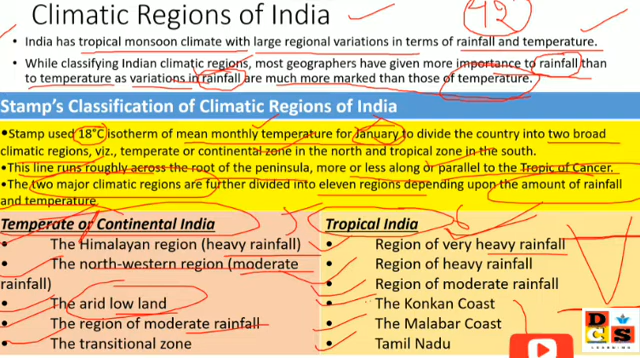 Climatic Regions of India
42
• India has tropical monsoon climate with large regional variations in terms of rainfall and temperature.
• While classifying Indian climatic regions, most geographers have given more importance to rainfall than
to temperature as variations in rainfall are much more marked than those of temperature.
Stamp's Classification of Climatic Regions of India
•Stamp used 18°C isotherm of mean monthly temperature for January to divide the country into two broad
climatic regions, viz., temperate or continental zone in the north and tropical zone in the south.
•This line runs roughly across the root of the peninsula, more or less along or parallel to the Tropic of Cancer.
•The two major climatic regions are further divided into eleven regions depending upon the amount of rainfall
and temperature.
Temperate or Continental India
• The Himalayan region (heavy rainfall)
• The north-western region (moderate
rainfall)
• The arid low land
• The region of moderate rainfall
• The transitional zone
Tropical India
• Region of very heavy rainfall
• Region of heavy rainfall
• Region of moderate rainfall
• The Konkan Coast
• The Malabar Coast
• Tamil Nadu
DCS
LEARNING